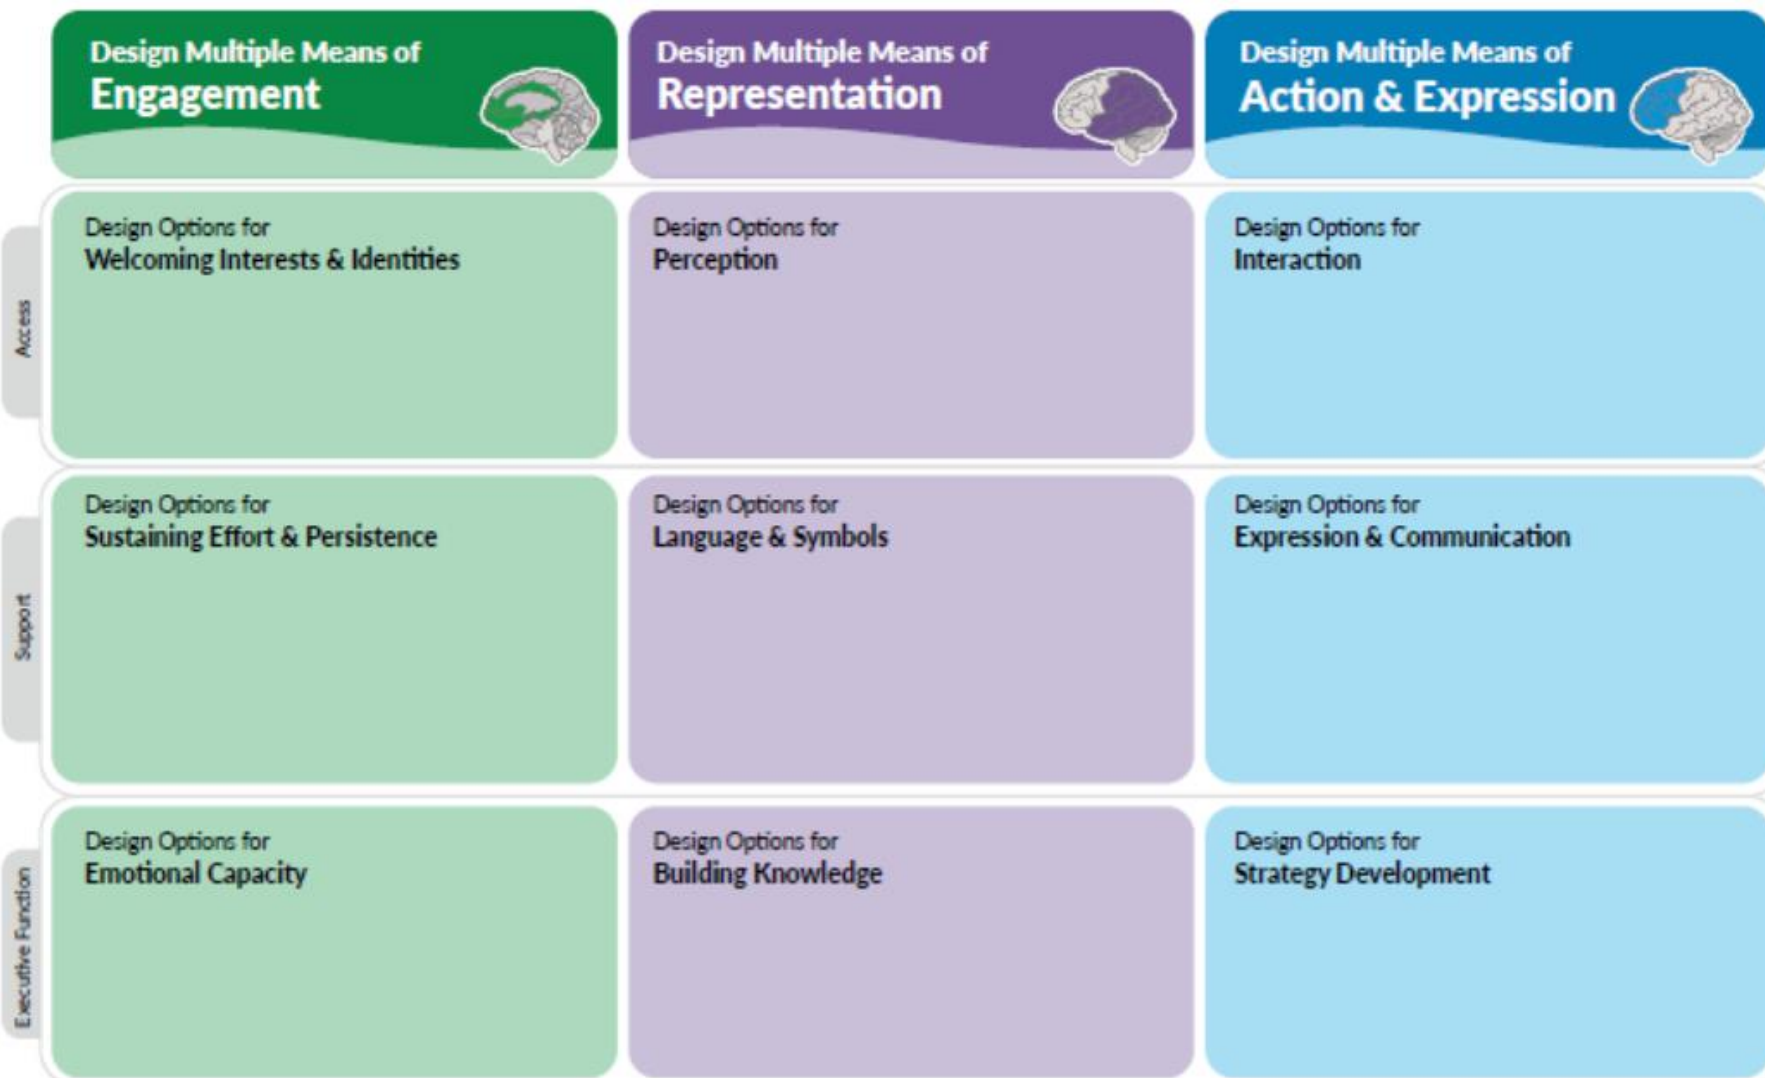 Design Multiple Means of
Engagement
Design Multiple Means of
Representation
Design Multiple Means of
Action & Expression
Access
Design Options for
Welcoming Interests & Identities
Design Options for
Perception
Design Options for
Interaction
Support
Design Options for
Sustaining Effort & Persistence
Design Options for
Language & Symbols
Design Options for
Expression & Communication
Executive Function
Design Options for
Emotional Capacity
Design Options for
Building Knowledge
Design Options for
Strategy Development